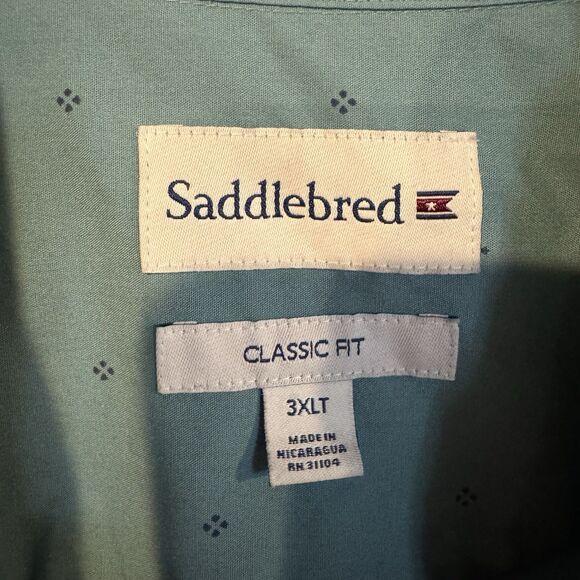 Saddlebred
CLASSIC FIT
3XLT
MADE IN
NICARAGUA
RN 31104